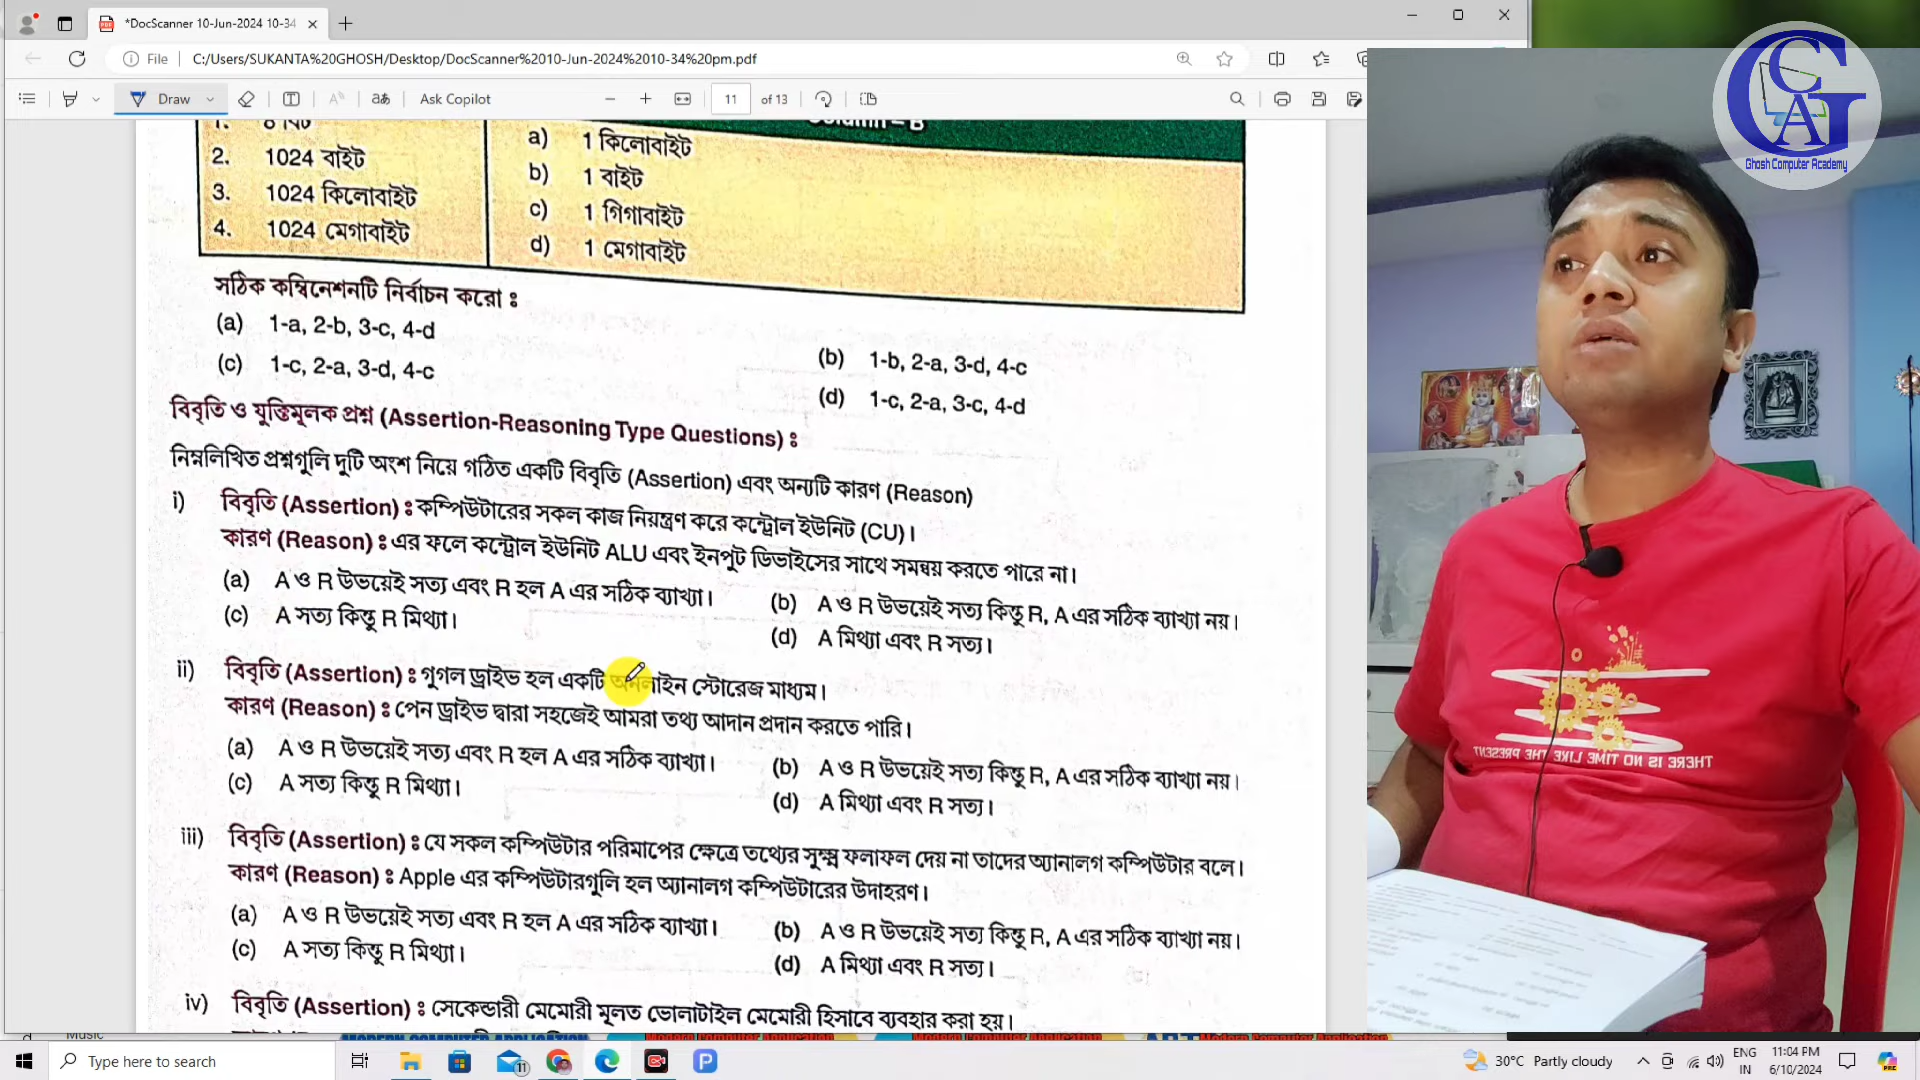 *DocScanner 10-Jun-2024 10-34
File C:/Users/SUKANTA%20GHOSH/Desktop/DocScanner%2010-Jun-2024%2010-34%20pm.pdf
Draw Ask Copilot 11 of 13
1. 8 বিট
Column – B
2. 1024 বাইট
3. 1024 কিলোবাইট
4. 1024 মেগাবাইট
a) 1 কিলোবাইট
b) 1 বাইট
c) 1 গিগাবাইট
d) 1 মেগাবাইট
সঠিক কম্বিনেশনটি নির্বাচন করো ঃ
(a) 1-a, 2-b, 3-c, 4-d
(b) 1-b, 2-a, 3-d, 4-c
(c) 1-c, 2-a, 3-d, 4-c
(d) 1-c, 2-a, 3-c, 4-d
বিবৃতি ও যুক্তিমূলক প্রশ্ন (Assertion-Reasoning Type Questions) ঃ
নিম্নলিখিত প্রশ্নগুলি দুটি অংশ নিয়ে গঠিত একটি বিবৃতি (Assertion) এবং অন্যটি কারণ (Reason)
i) বিবৃতি (Assertion) ঃ কম্পিউটারের সকল কাজ নিয়ন্ত্রণ করে কন্ট্রোল ইউনিট (CU)।
কারণ (Reason) ঃ এর ফলে কন্ট্রোল ইউনিট ALU এবং ইনপুট ডিভাইসের সাথে সমন্বয় করতে পারে না।
(a) A ও R উভয়েই সত্য এবং R হল A এর সঠিক ব্যাখ্যা।
(b) A ও R উভয়েই সত্য কিন্তু R, A এর সঠিক ব্যাখ্যা নয়।
(c) A সত্য কিন্তু R মিথ্যা।
(d) A মিথ্যা এবং R সত্য।
ii) বিবৃতি (Assertion) ঃ গুগল ড্রাইভ হল একটি অনলাইন স্টোরেজ মাধ্যম।
কারণ (Reason) ঃ পেন ড্রাইভ দ্বারা সহজেই আমরা তথ্য আদান প্রদান করতে পারি।
(a) A ও R উভয়েই সত্য এবং R হল A এর সঠিক ব্যাখ্যা।
(b) A ও R উভয়েই সত্য কিন্তু R, A এর সঠিক ব্যাখ্যা নয়।
(c) A সত্য কিন্তু R মিথ্যা।
(d) A মিথ্যা এবং R সত্য।
iii) বিবৃতি (Assertion) ঃ যে সকল কম্পিউটার পরিমাপের ক্ষেত্রে তথ্যের সুক্ষ্ম ফলাফল দেয় না তাদের অ্যানালগ কম্পিউটার বলে।
কারণ (Reason) ঃ Apple এর কম্পিউটারগুলি হল অ্যানালগ কম্পিউটারের উদাহরণ।
(a) A ও R উভয়েই সত্য এবং R হল A এর সঠিক ব্যাখ্যা।
(b) A ও R উভয়েই সত্য কিন্তু R, A এর সঠিক ব্যাখ্যা নয়।
(c) A সত্য কিন্তু R মিথ্যা।
(d) A মিথ্যা এবং R সত্য।
iv) বিবৃতি (Assertion) ঃ সেকেন্ডারী মেমোরী মূলত ভোলাটাইল মেমোরী হিসাবে ব্যবহার করা হয়।
Music
Type here to search
11
30°C Partly cloudy
ENG
IN
11:04 PM
6/10/2024
GCA
Ghosh Computer Academy
THERE IS NO TIME LIKE THE PRESENT